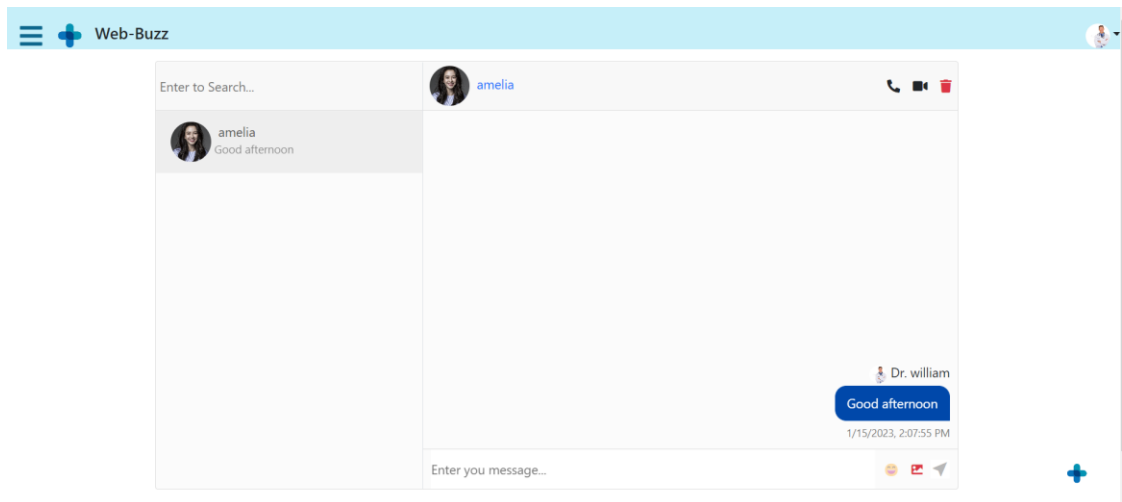 Web-Buzz
Enter to Search...
amelia
Good afternoon
amelia
Dr. william
Good afternoon
1/15/2023, 2:07:55 PM
Enter you message...